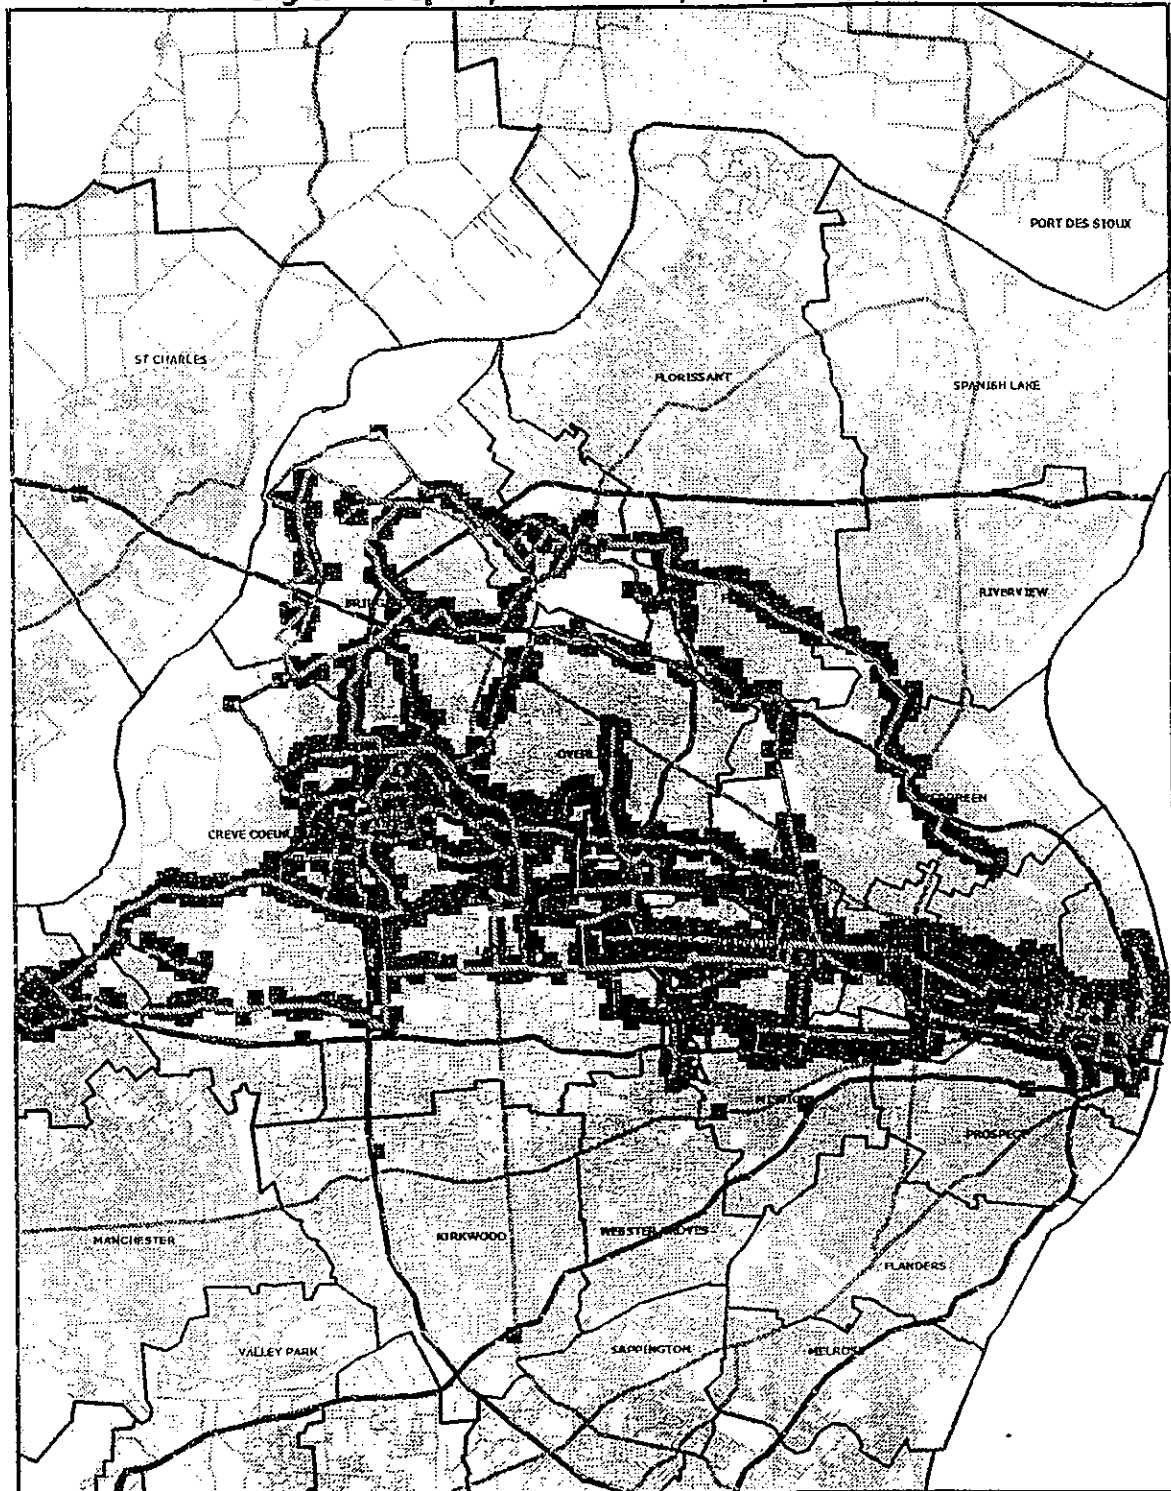 PORT DES SIOUX
ST CHARLES
FLORISSANT
SPANISH LAKE
RIVERVIEW
CREVE COEUR
PROSPECT
MANCHESTER
KIRKWOOD
WEBSTER GROVES
FLANDERS
VALLEY PARK
SAPPINGTON
MELROSE